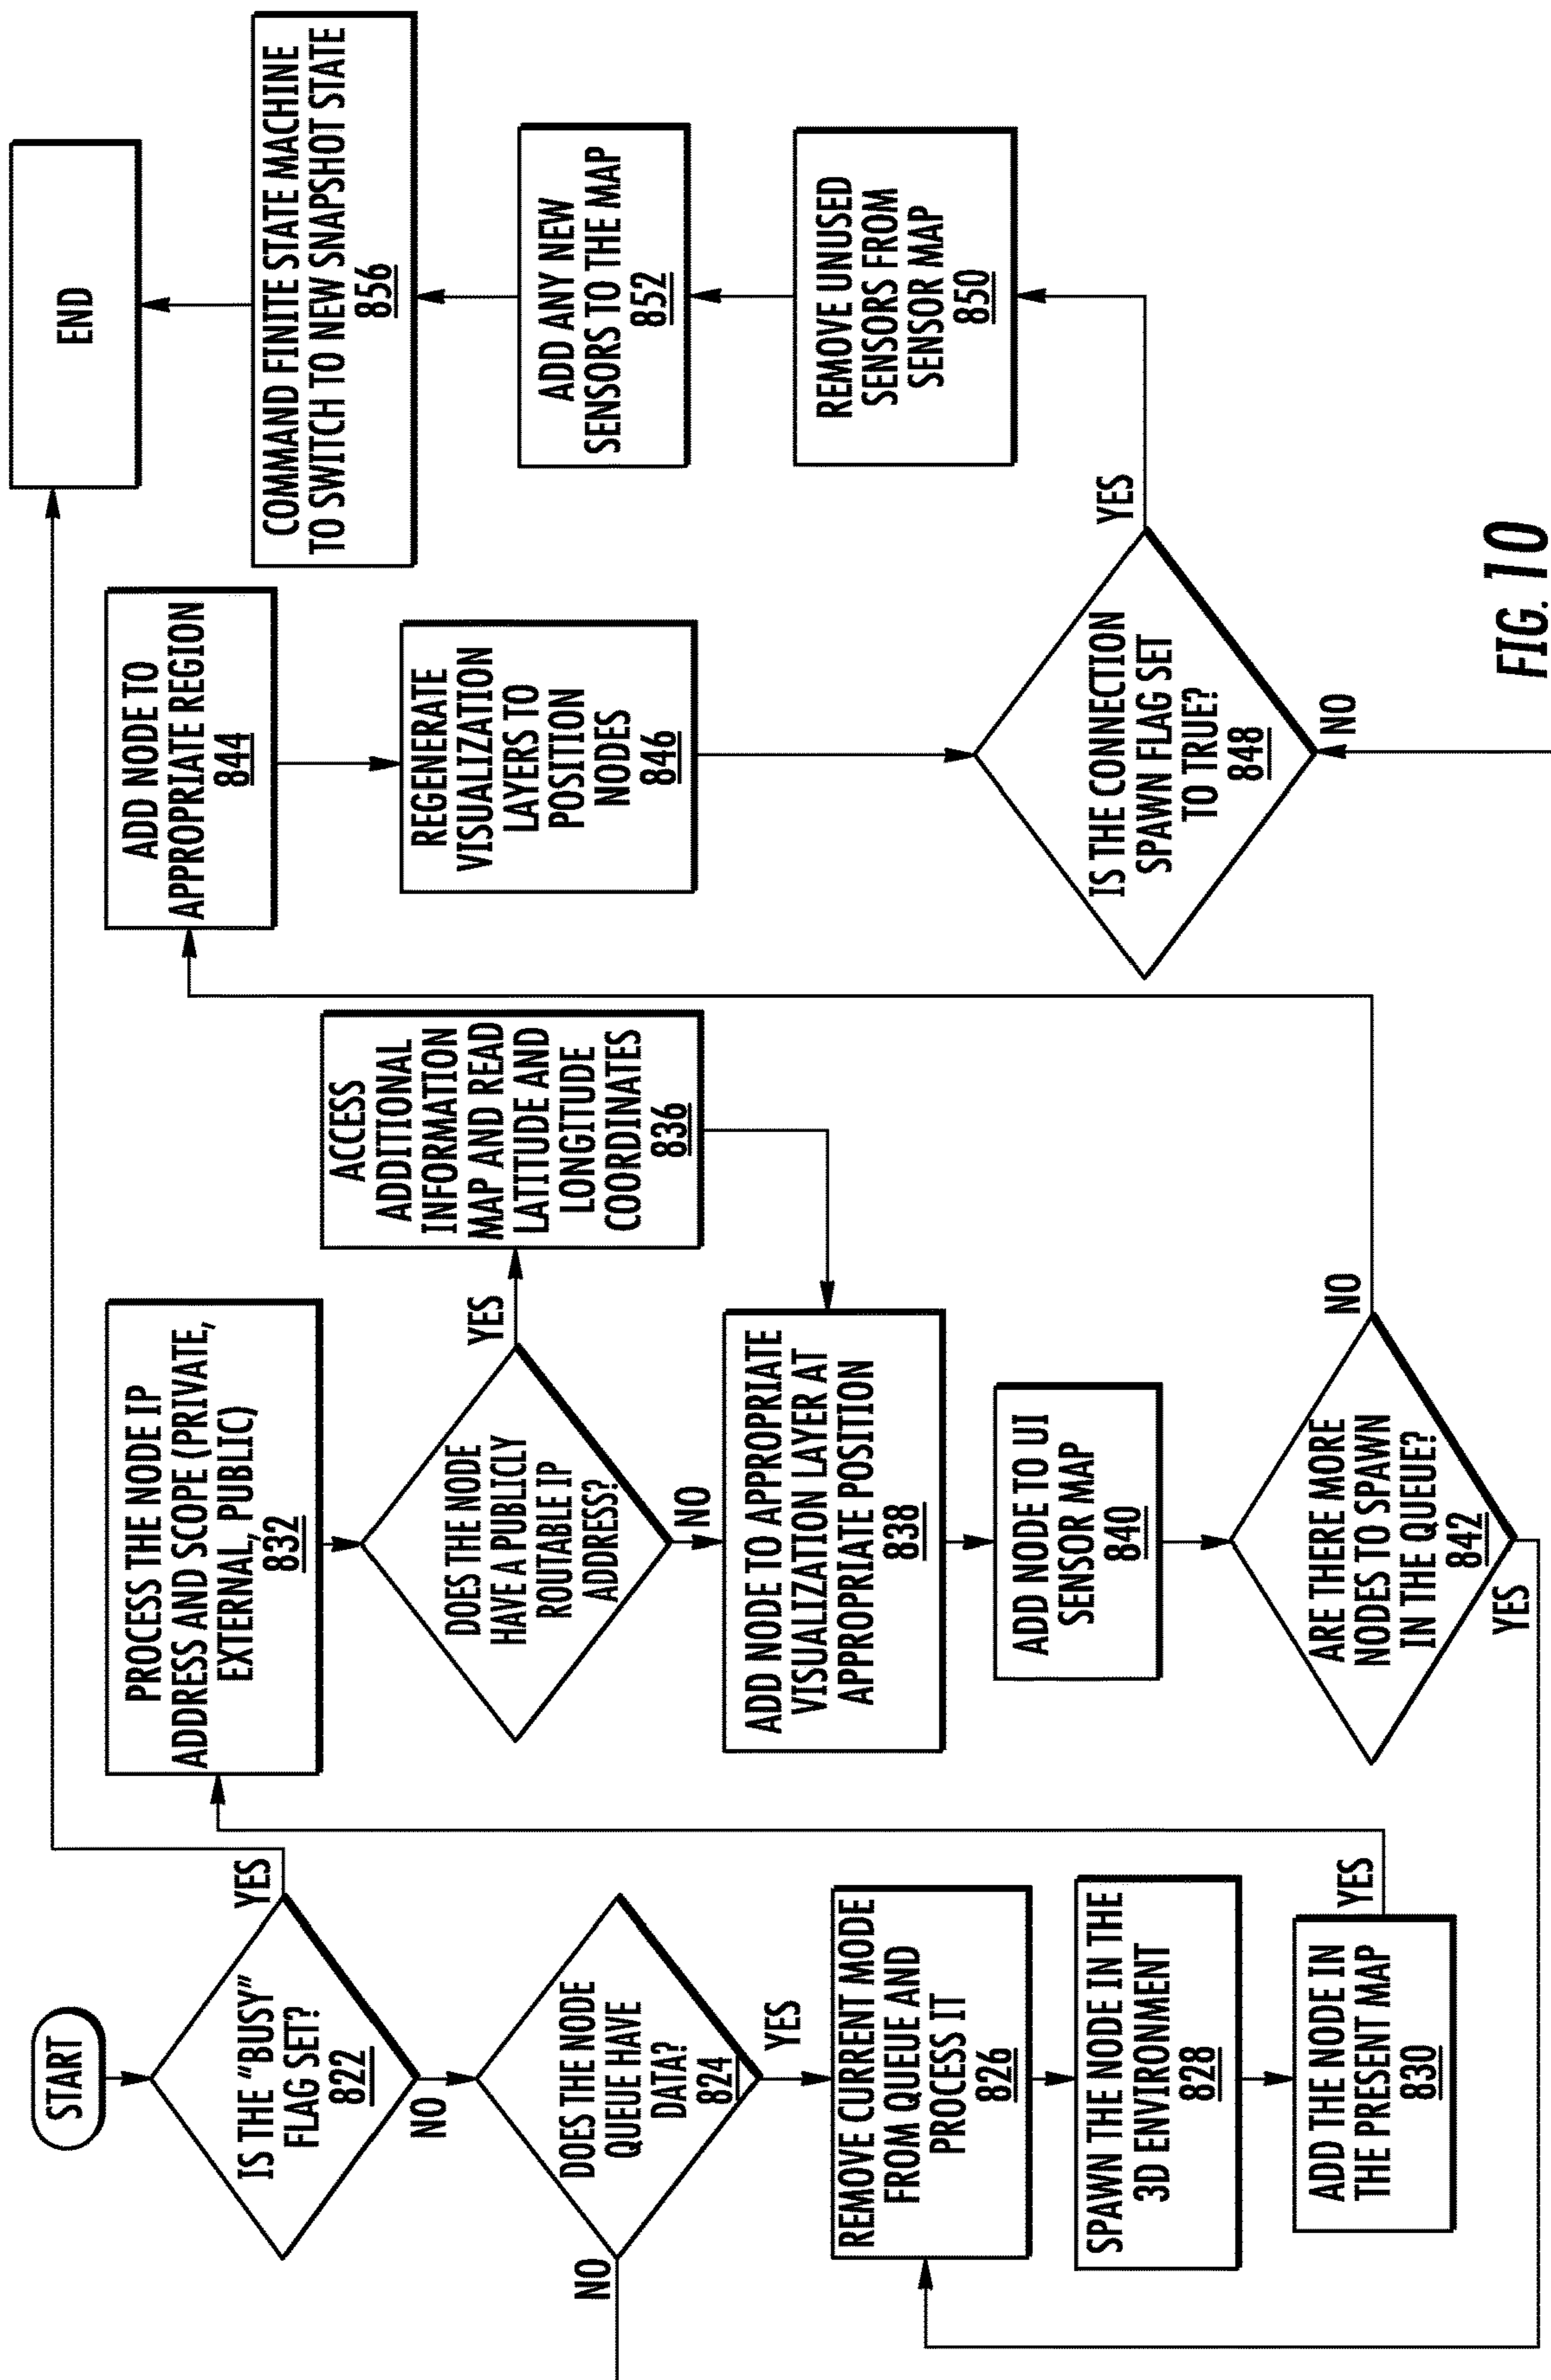 START
IS THE “BUSY”
FLAG SET?
822
YES
NO
DOES THE NODE
QUEUE HAVE
DATA?
824
NO
YES
REMOVE CURRENT MODE
FROM QUEUE AND
PROCESS IT
826
SPAWN THE NODE IN THE
3D ENVIRONMENT
828
ADD THE NODE IN
THE PRESENT MAP
830
YES
PROCESS THE NODE IP
ADDRESS AND SCOPE (PRIVATE,
EXTERNAL, PUBLIC)
832
DOES THE NODE
HAVE A PUBLICLY
ROUTABLE IP
ADDRESS?
YES
NO
ACCESS
ADDITIONAL
INFORMATION
MAP AND READ
LATITUDE AND
LONGITUDE
COORDINATES
836
ADD NODE TO APPROPRIATE
VISUALIZATION LAYER AT
APPROPRIATE POSITION
838
ADD NODE TO UI
SENSOR MAP
840
ARE THERE MORE
NODES TO SPAWN
IN THE QUEUE?
842
NO
YES
ADD NODE TO
APPROPRIATE REGION
844
REGENERATE
VISUALIZATION
LAYERS TO
POSITION
NODES
846
IS THE CONNECTION
SPAWN FLAG SET
TO TRUE?
848
YES
NO
REMOVE UNUSED
SENSORS FROM
SENSOR MAP
850
ADD ANY NEW
SENSORS TO THE MAP
852
COMMAND FINITE STATE MACHINE
TO SWITCH TO NEW SNAPSHOT STATE
856
END
FIG. 10